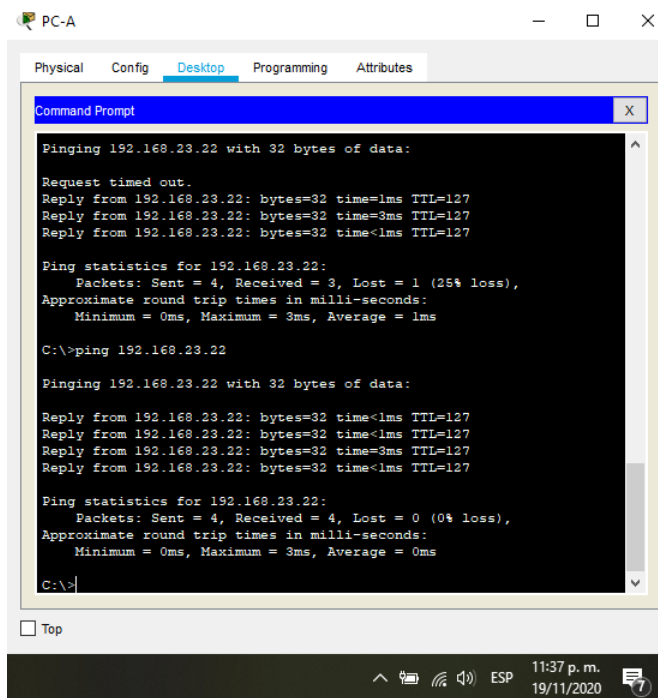 PC-A
Physical Config Desktop Programming Attributes
Command Prompt
X
Pinging 192.168.23.22 with 32 bytes of data:
Request timed out.
Reply from 192.168.23.22: bytes=32 time=1ms TTL=127
Reply from 192.168.23.22: bytes=32 time=3ms TTL=127
Reply from 192.168.23.22: bytes=32 time<1ms TTL=127
Ping statistics for 192.168.23.22:
Packets: Sent = 4, Received = 3, Lost = 1 (25% loss),
Approximate round trip times in milli-seconds:
Minimum = 0ms, Maximum = 3ms, Average = 1ms
C:\>ping 192.168.23.22
Pinging 192.168.23.22 with 32 bytes of data:
Reply from 192.168.23.22: bytes=32 time<1ms TTL=127
Reply from 192.168.23.22: bytes=32 time<1ms TTL=127
Reply from 192.168.23.22: bytes=32 time=3ms TTL=127
Reply from 192.168.23.22: bytes=32 time<1ms TTL=127
Ping statistics for 192.168.23.22:
Packets: Sent = 4, Received = 4, Lost = 0 (0% loss),
Approximate round trip times in milli-seconds:
Minimum = 0ms, Maximum = 3ms, Average = 0ms
C:\>
Top
ESP
11:37 p. m.
19/11/2020
7